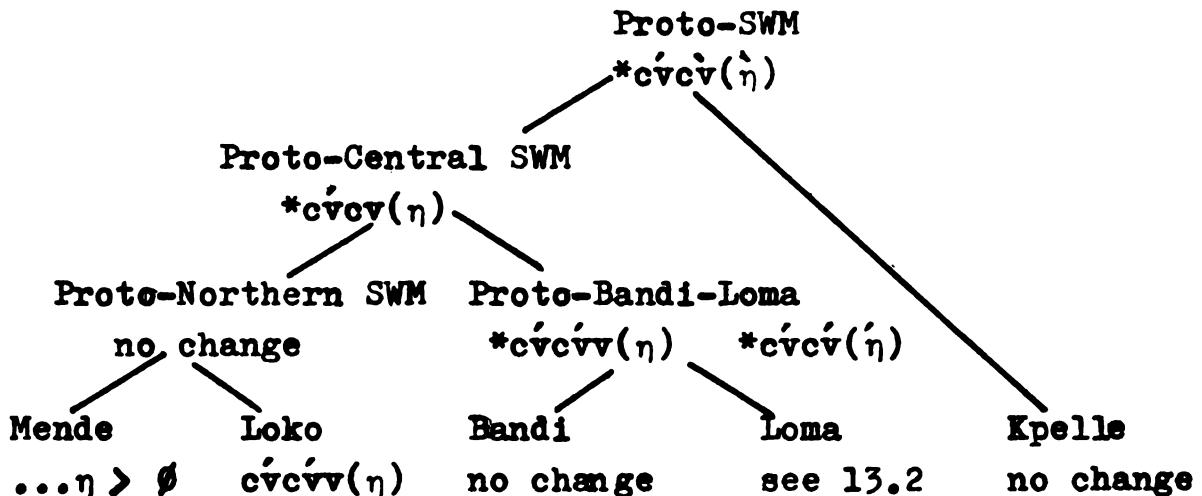 Proto-SWM
*cv́cv̀(ŋ̀)
Proto-Central SWM
*cv́cv(ŋ)
Proto-Northern SWM Proto-Bandi-Loma
no change *cv́cv́v(ŋ) *cv́cv́(ŋ́)
Mende Loko Bandi Loma Kpelle
...ŋ > ø cv́cv́v(ŋ) no change see 13.2 no change